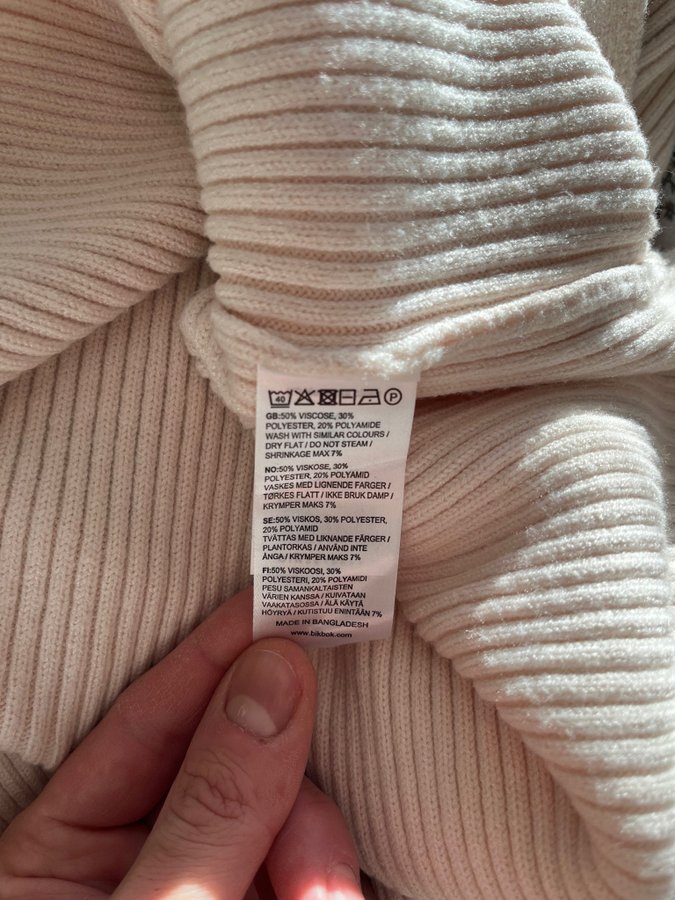 40 P
GB:50% VISCOSE, 30%
POLYESTER, 20% POLYAMIDE
WASH WITH SIMILAR COLOURS /
DRY FLAT / DO NOT STEAM /
SHRINKAGE MAX 7%
NO:50% VISKOSE, 30%
POLYESTER, 20% POLYAMID
VASKES MED LIGNENDE FARGER /
TØRKES FLATT / IKKE BRUK DAMP /
KRYMPER MAKS 7%
SE:50% VISKOS, 30% POLYESTER,
20% POLYAMID
TVÄTTAS MED LIKNANDE FÄRGER /
PLANTORKAS / ANVÄND INTE
ÅNGA / KRYMPER MAKS 7%
FI:50% VISKOOSI, 30%
POLYESTERI, 20% POLYAMIDI
PESU SAMANKALTAISTEN
VÄRIEN KANSSA / KUIVATAAN
VAAKATASOSSA / ÄLÄ KÄYTÄ
HÖYRYÄ / KUTISTUU ENINTÄÄN 7%
MADE IN BANGLADESH
www.bikbok.com